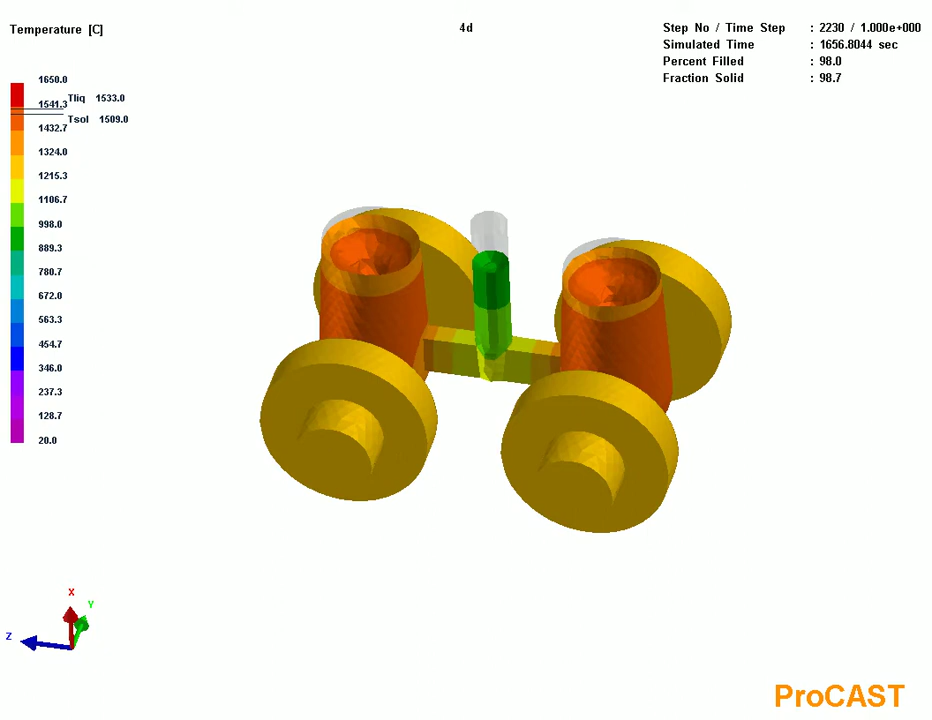 Temperature [C]
4d
Step No / Time Step : 2230 / 1.000e+000
Simulated Time : 1656.8044 sec
Percent Filled : 98.0
Fraction Solid : 98.7
1650.0
Tliq 1533.0
1541.3
Tsol 1509.0
1432.7
1324.0
1215.3
1106.7
998.0
889.3
780.7
672.0
563.3
454.7
346.0
237.3
128.7
20.0
X
Y
Z
ProCAST